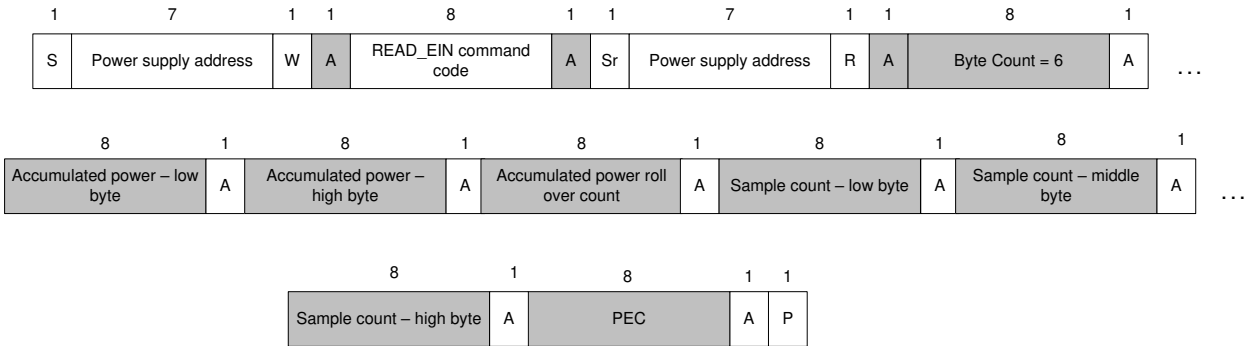 1 7 1 1 8 1 1 7 1 1 8 1
S Power supply address W A READ_EIN command code A Sr Power supply address R A Byte Count = 6 A ...
8 1 8 1 8 1 8 1 8 1
Accumulated power – low byte A Accumulated power – high byte A Accumulated power roll over count A Sample count – low byte A Sample count – middle byte A ...
8 1 8 1 1
Sample count – high byte A PEC A P